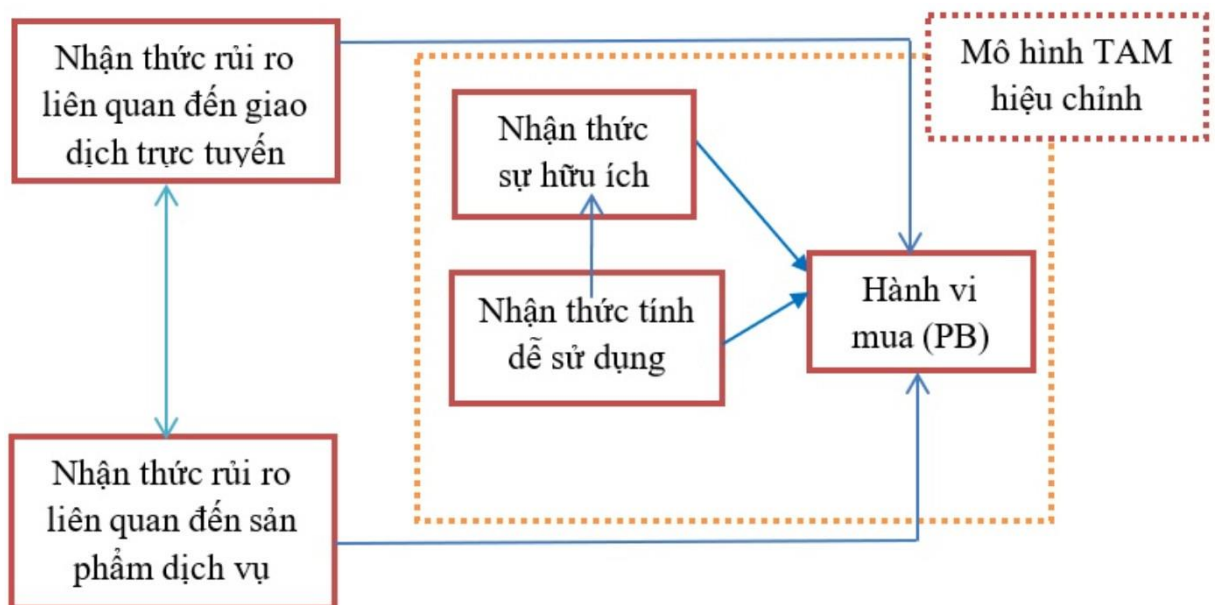 Nhận thức rủi ro
liên quan đến giao
dịch trực tuyến
Mô hình TAM
hiệu chỉnh
Nhận thức
sự hữu ích
Nhận thức tính
dễ sử dụng
Hành vi
mua (PB)
Nhận thức rủi ro
liên quan đến sản
phẩm dịch vụ